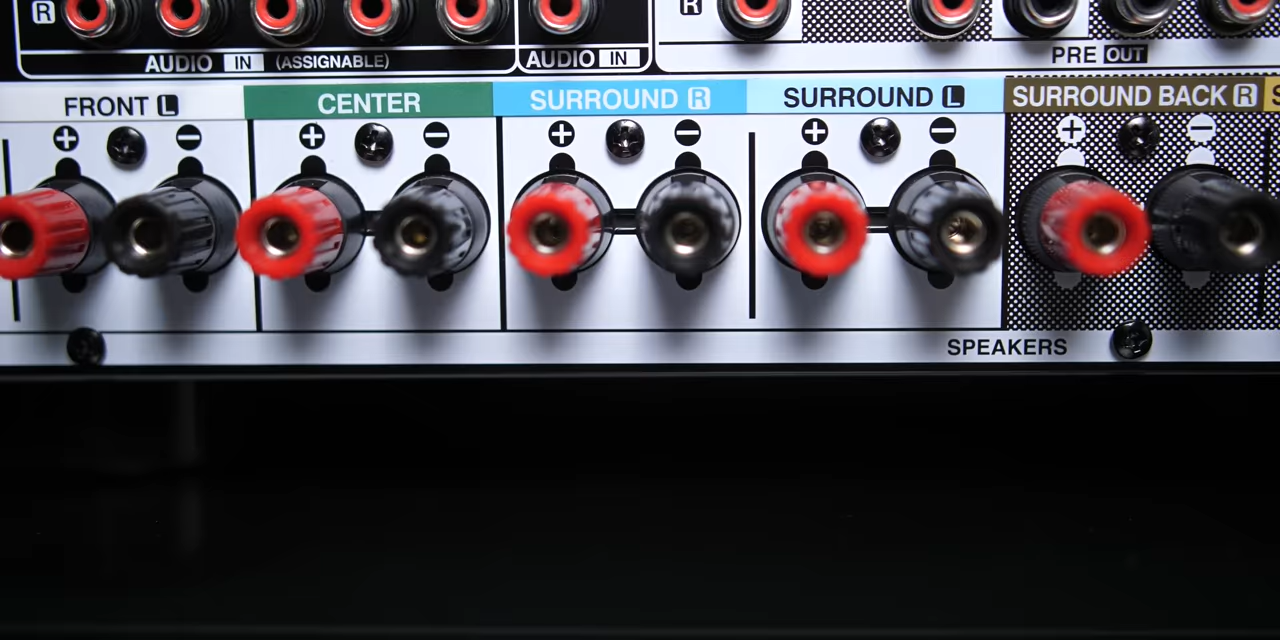 R
R
AUDIO IN (ASSIGNABLE)
AUDIO IN
PRE OUT
FRONT L
CENTER
SURROUND R
SURROUND L
SURROUND BACK R
S
+ −
+ −
+ −
+ −
+ −
SPEAKERS